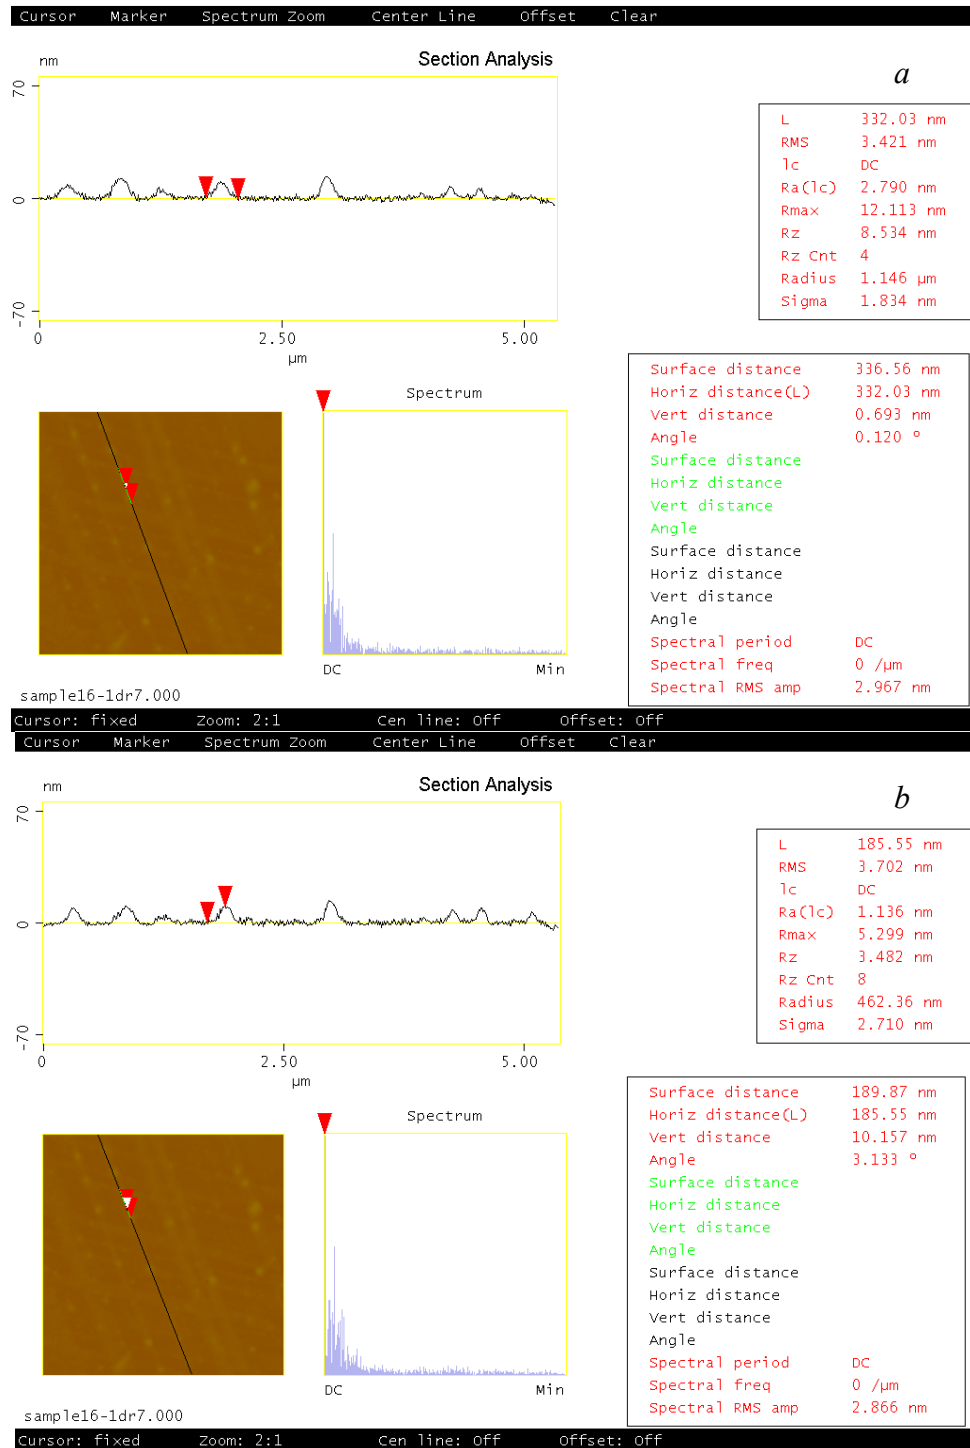 Cursor Marker Spectrum Zoom Center Line Offset Clear
nm Section Analysis
a
70
0
-70
0 2.50 5.00
µm
L 332.03 nm
RMS 3.421 nm
lc DC
Ra(lc) 2.790 nm
Rmax 12.113 nm
Rz 8.534 nm
Rz Cnt 4
Radius 1.146 µm
Sigma 1.834 nm
Spectrum
DC Min
Surface distance 336.56 nm
Horiz distance(L) 332.03 nm
Vert distance 0.693 nm
Angle 0.120 º
Surface distance
Horiz distance
Vert distance
Angle
Surface distance
Horiz distance
Vert distance
Angle
Spectral period DC
Spectral freq 0 /µm
Spectral RMS amp 2.967 nm
sample16-1dr7.000
Cursor: fixed Zoom: 2:1 Cen line: Off Offset: Off
Cursor Marker Spectrum Zoom Center Line Offset Clear
nm Section Analysis
b
70
0
-70
0 2.50 5.00
µm
L 185.55 nm
RMS 3.702 nm
lc DC
Ra(lc) 1.136 nm
Rmax 5.299 nm
Rz 3.482 nm
Rz Cnt 8
Radius 462.36 nm
Sigma 2.710 nm
Spectrum
DC Min
Surface distance 189.87 nm
Horiz distance(L) 185.55 nm
Vert distance 10.157 nm
Angle 3.133 º
Surface distance
Horiz distance
Vert distance
Angle
Surface distance
Horiz distance
Vert distance
Angle
Spectral period DC
Spectral freq 0 /µm
Spectral RMS amp 2.866 nm
sample16-1dr7.000
Cursor: fixed Zoom: 2:1 Cen line: Off Offset: Off